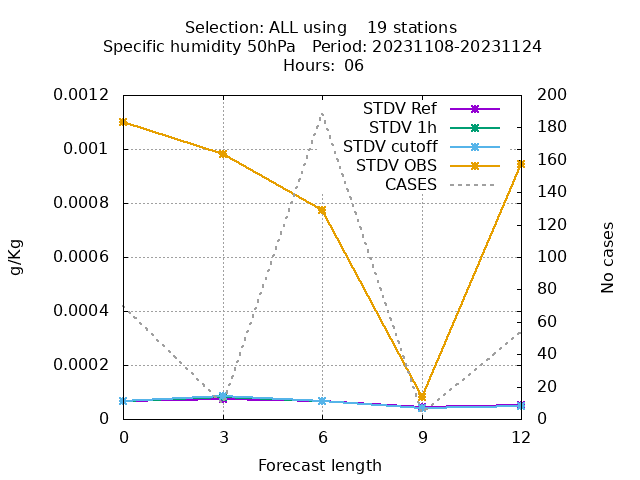 Selection: ALL using    19 stations
Specific humidity 50hPa   Period: 20231108-20231124
Hours:  06
STDV Ref
STDV 1h
STDV cutoff
STDV OBS
CASES
0.0012
0.001
0.0008
0.0006
0.0004
0.0002
0
200
180
160
140
120
100
80
60
40
20
0
g/Kg
No cases
0 3 6 9 12
Forecast length